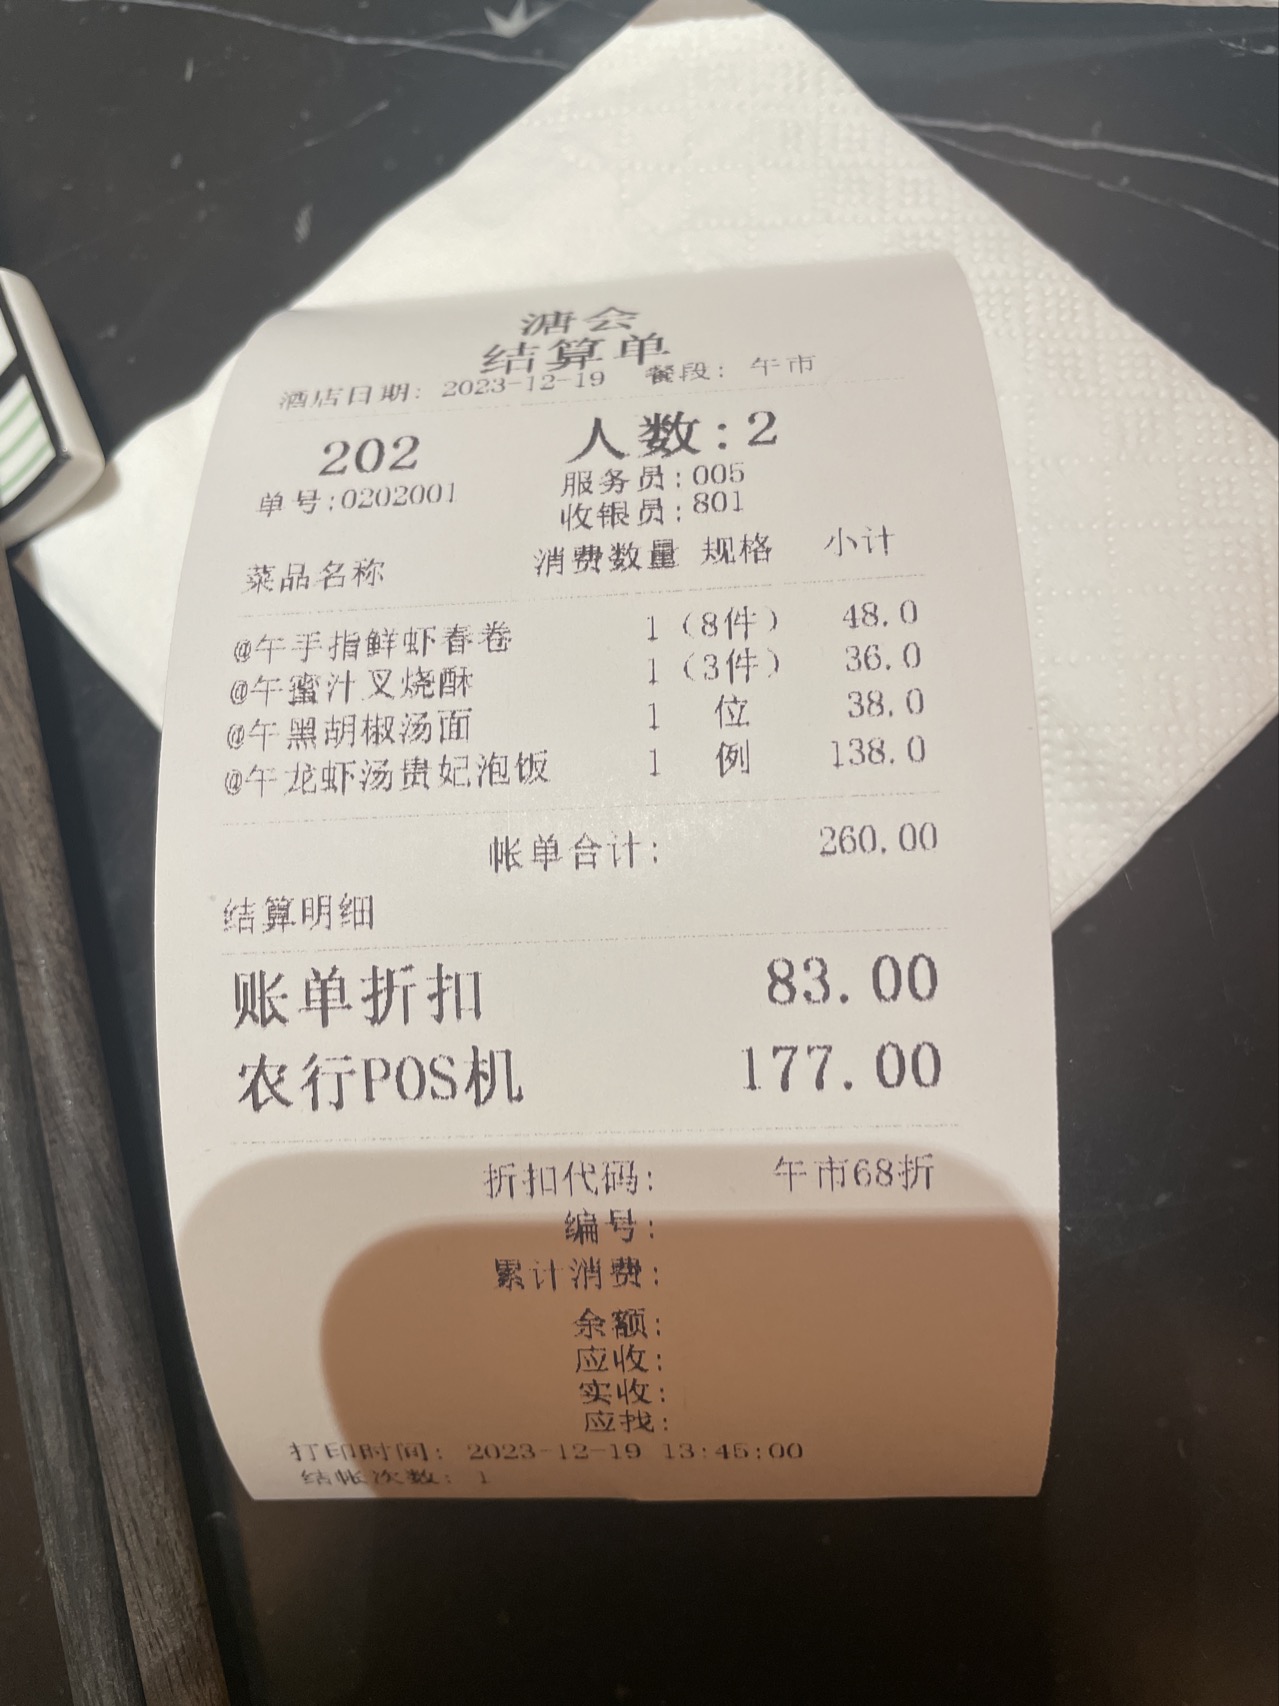 溏会
结算单
酒店日期: 2023-12-19 餐段: 午市
202 人数:2
单号:0202001 服务员:005
收银员:801
菜品名称 消费数量 规格 小计
@午手指鲜虾春卷 1 (8件) 48.0
@午蜜汁叉烧酥 1 (3件) 36.0
@午黑胡椒汤面 1 位 38.0
@午龙虾汤贵妃泡饭 1 例 138.0
帐单合计: 260.00
结算明细
账单折扣 83.00
农行POS机 177.00
折扣代码: 午市68折
编号:
累计消费:
余额:
应收:
实收:
应找:
打印时间: 2023-12-19 13:45:00
结帐次数: 1